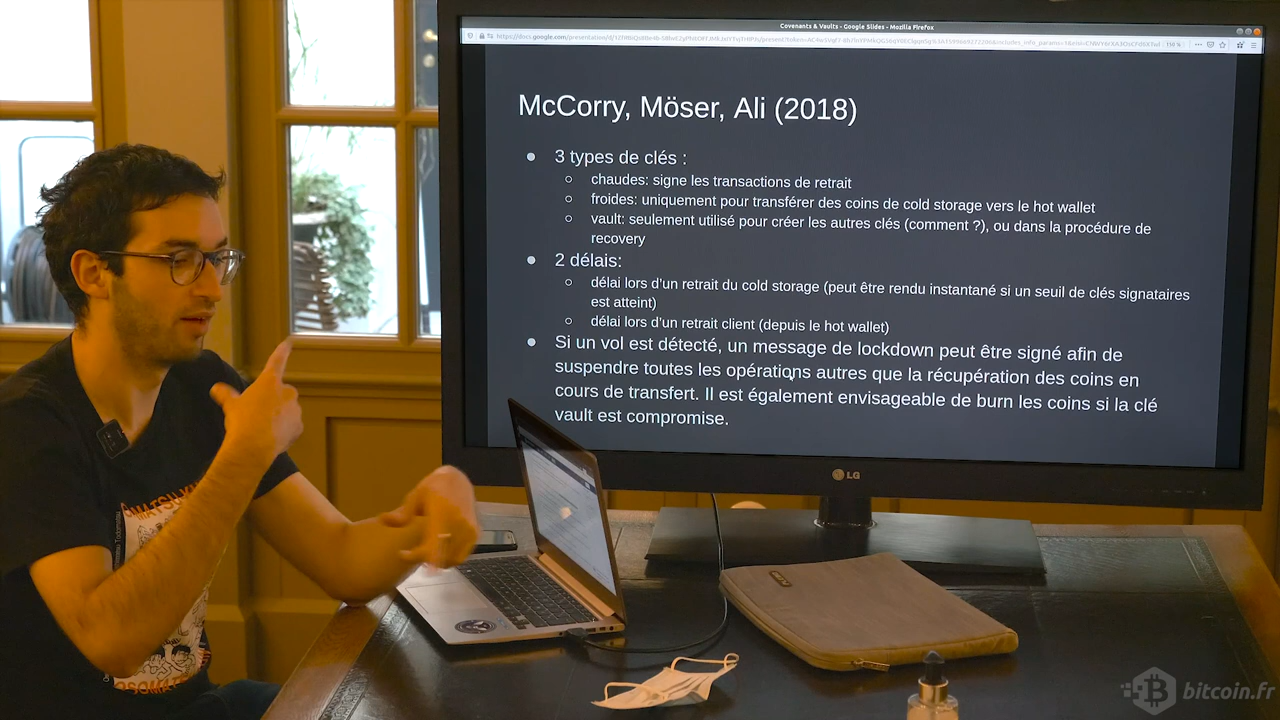 Covenants & Vaults - Google Slides - Mozilla Firefox
150 %
McCorry, Möser, Ali (2018)
3 types de clés :
chaudes: signe les transactions de retrait
froides: uniquement pour transférer des coins de cold storage vers le hot wallet
vault: seulement utilisé pour créer les autres clés (comment ?), ou dans la procédure de
recovery
2 délais:
délai lors d'un retrait du cold storage (peut être rendu instantané si un seuil de clés signataires
est atteint)
délai lors d'un retrait client (depuis le hot wallet)
Si un vol est détecté, un message de lockdown peut être signé afin de
suspendre toutes les opérations autres que la récupération des coins en
cours de transfert. Il est également envisageable de burn les coins si la clé
vault est compromise.
LG
bitcoin.fr